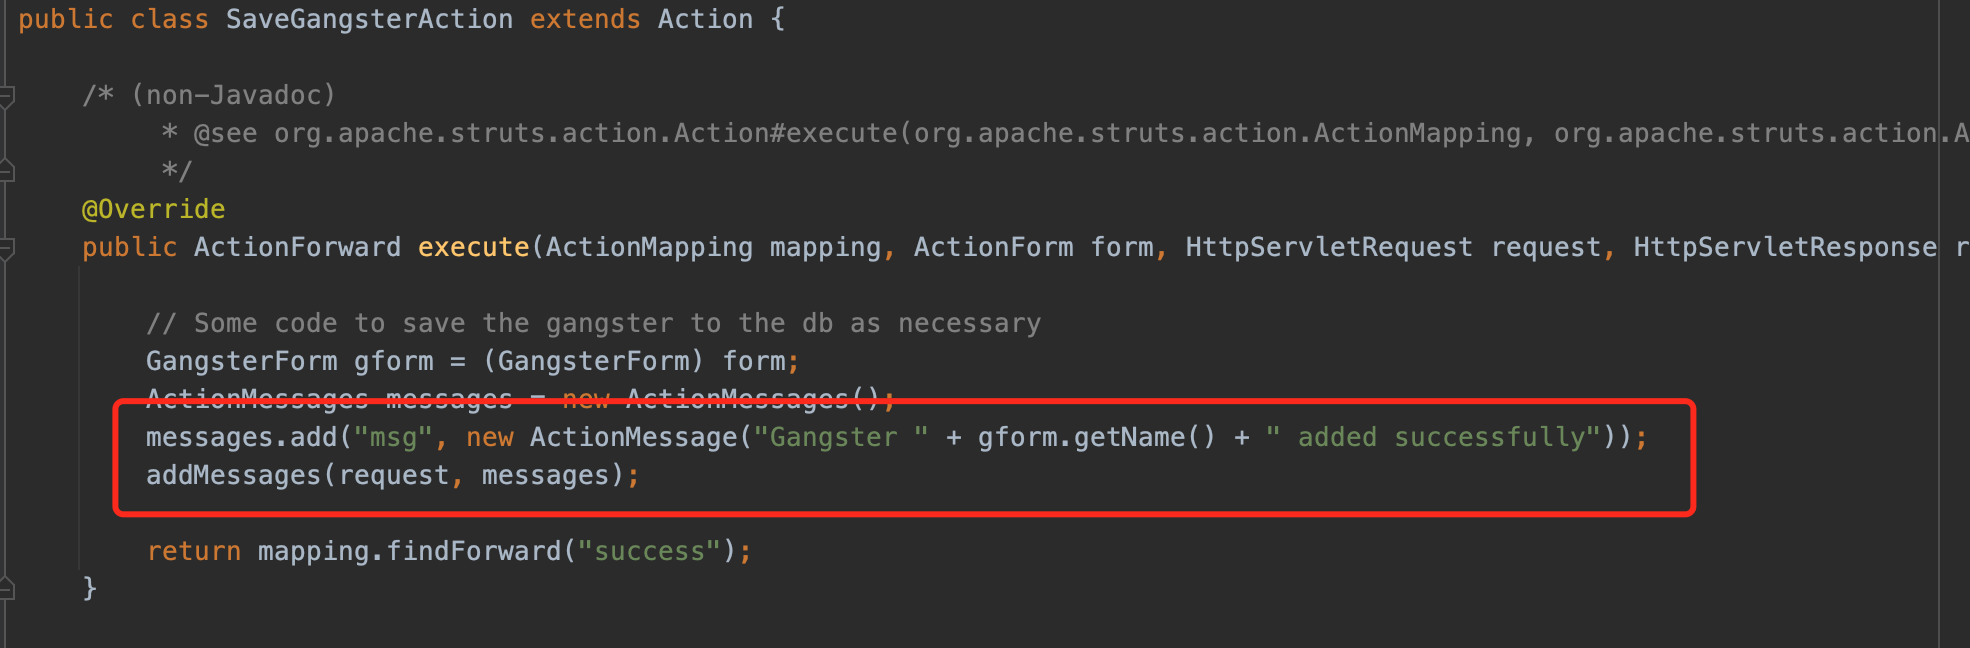 public class SaveGangsterAction extends Action {
/* (non-Javadoc)
* @see org.apache.struts.action.Action#execute(org.apache.struts.action.ActionMapping, org.apache.struts.action.A
*/
@Override
public ActionForward execute(ActionMapping mapping, ActionForm form, HttpServletRequest request, HttpServletResponse r
// Some code to save the gangster to the db as necessary
GangsterForm gform = (GangsterForm) form;
ActionMessages messages = new ActionMessages();
messages.add("msg", new ActionMessage("Gangster " + gform.getName() + " added successfully"));
addMessages(request, messages);
return mapping.findForward("success");
}